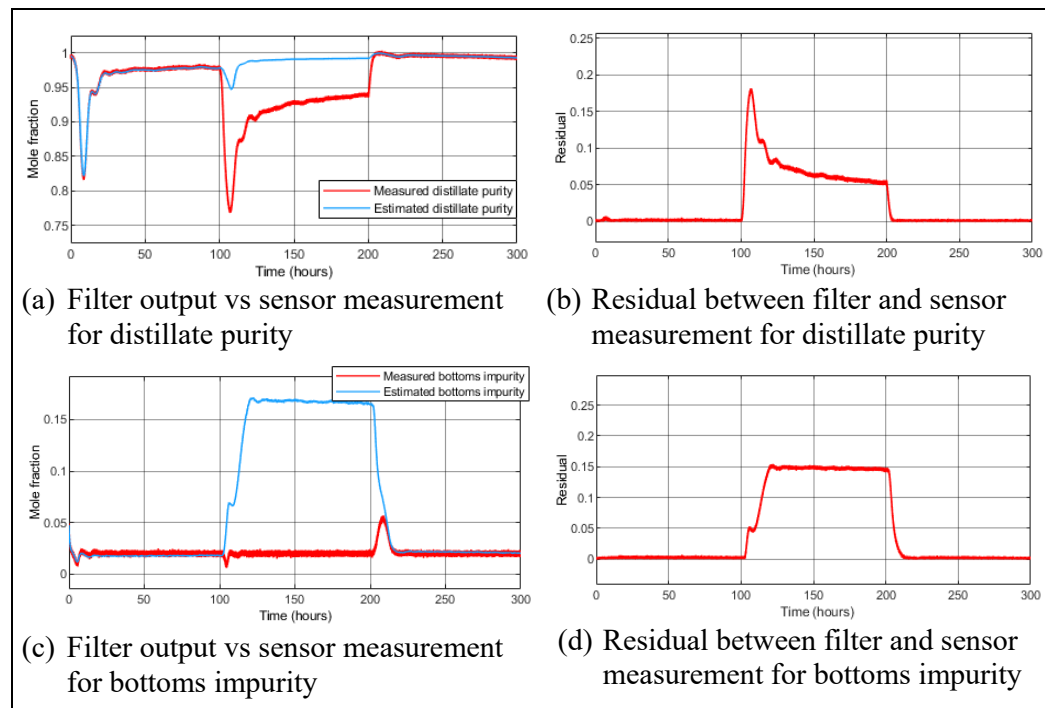 1
0.95
0.9
0.85
0.8
0.75
Mole fraction
Measured distillate purity
Estimated distillate purity
0 50 100 150 200 250 300
Time (hours)
(a) Filter output vs sensor measurement
for distillate purity
0.25
0.2
0.15
0.1
0.05
0
Residual
0 50 100 150 200 250 300
Time (hours)
(b) Residual between filter and sensor
measurement for distillate purity
Measured bottoms impurity
Estimated bottoms impurity
0.15
0.1
0.05
0
Mole fraction
0 50 100 150 200 250 300
Time (hours)
(c) Filter output vs sensor measurement
for bottoms impurity
0.25
0.2
0.15
0.1
0.05
0
Residual
0 50 100 150 200 250 300
Time (hours)
(d) Residual between filter and sensor
measurement for bottoms impurity